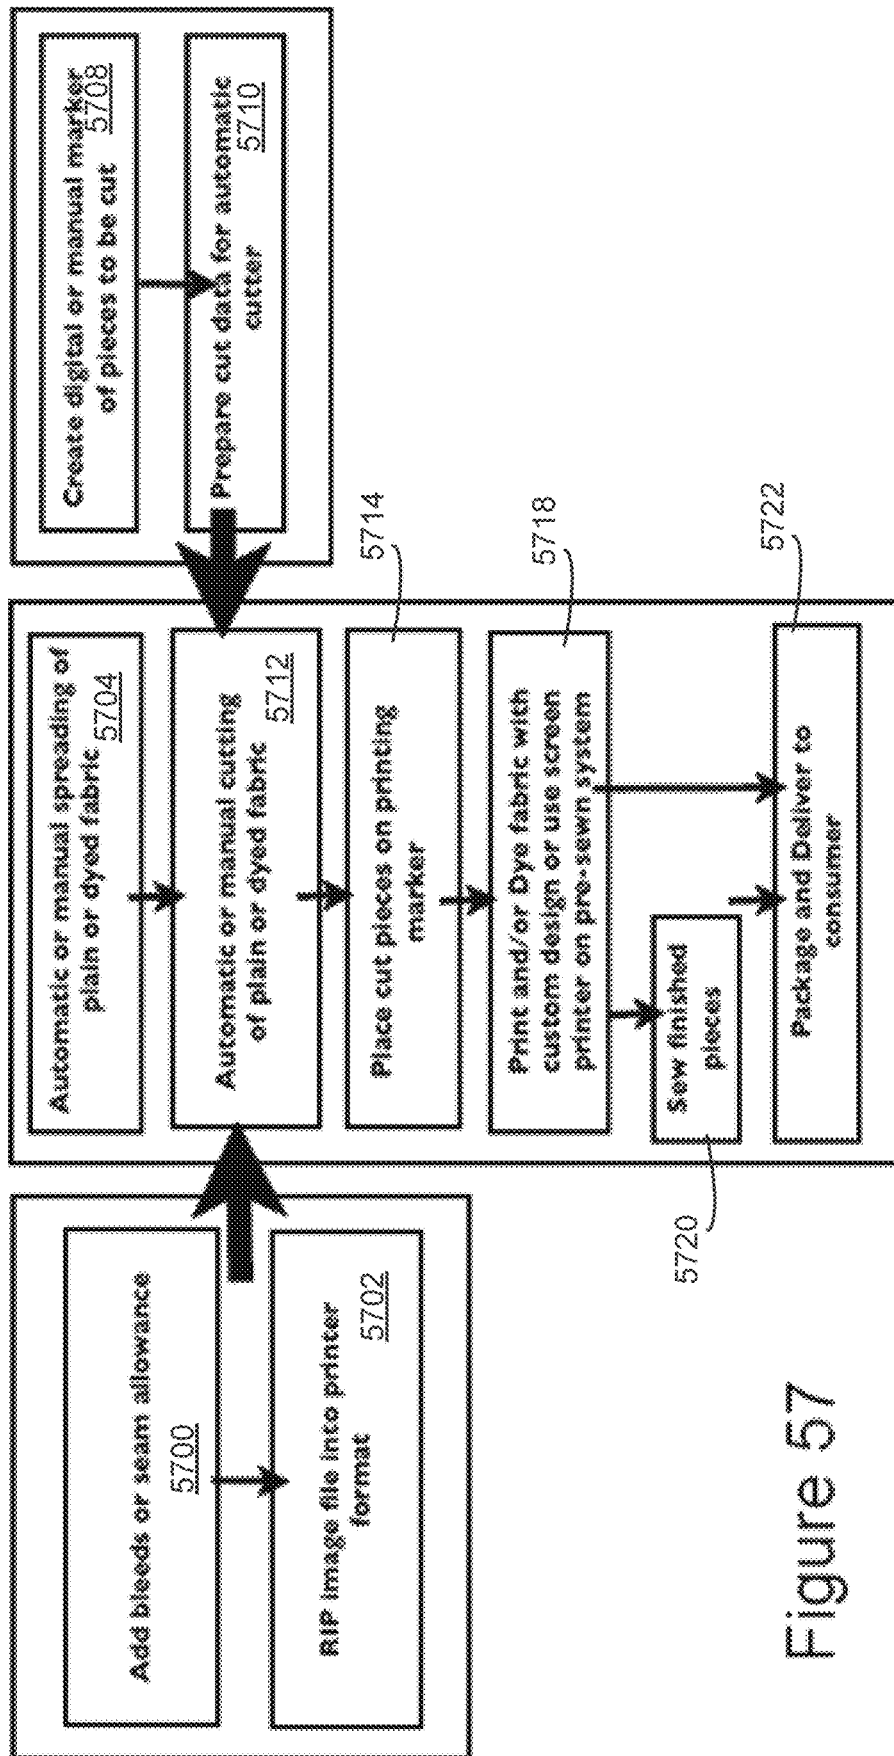 Add bleeds or seam allowance
5700
RIP image file into printer
format
5702
Automatic or manual spreading of
plain or dyed fabric
5704
Automatic or manual cutting
of plain or dyed fabric
5712
Place cut pieces on printing
marker
5714
Print and/or Dye fabric with
custom design or use screen
printer on pre-sewn system
5718
Sew finished
pieces
5720
Package and Deliver to
consumer
5722
Create digital or manual marker
of pieces to be cut
5708
Prepare cut data for automatic
cutter
5710
Figure 57